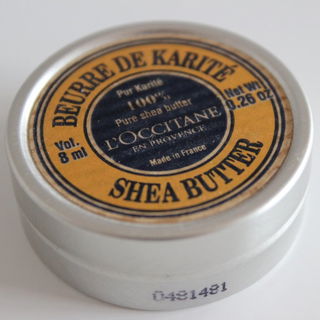 BEURRE DE KARITÉ
Pur Karité
100%
Pure shea butter
L'OCCITANE
EN PROVENCE
Made in France
Vol.
8 ml
Net Wt
0.26 oz
SHEA BUTTER
0481481